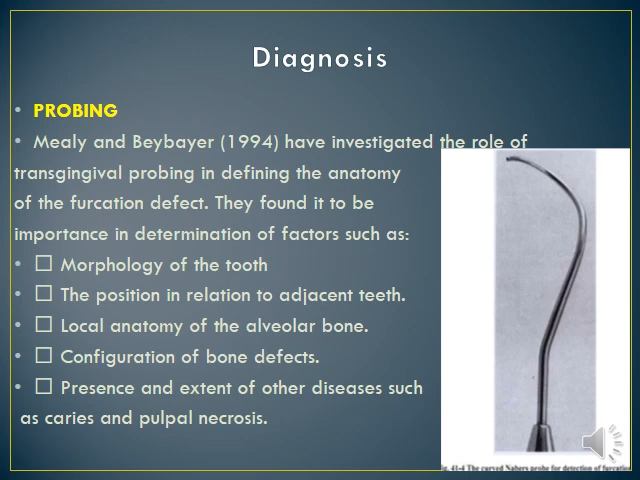 Diagnosis
• PROBING
• Mealy and Beybayer (1994) have investigated the role of
transgingival probing in defining the anatomy
of the furcation defect. They found it to be
importance in determination of factors such as:
• □ Morphology of the tooth
• □ The position in relation to adjacent teeth.
• □ Local anatomy of the alveolar bone.
• □ Configuration of bone defects.
• □ Presence and extent of other diseases such
as caries and pulpal necrosis.
41-4 The curved Nabers probe for detection of furcation